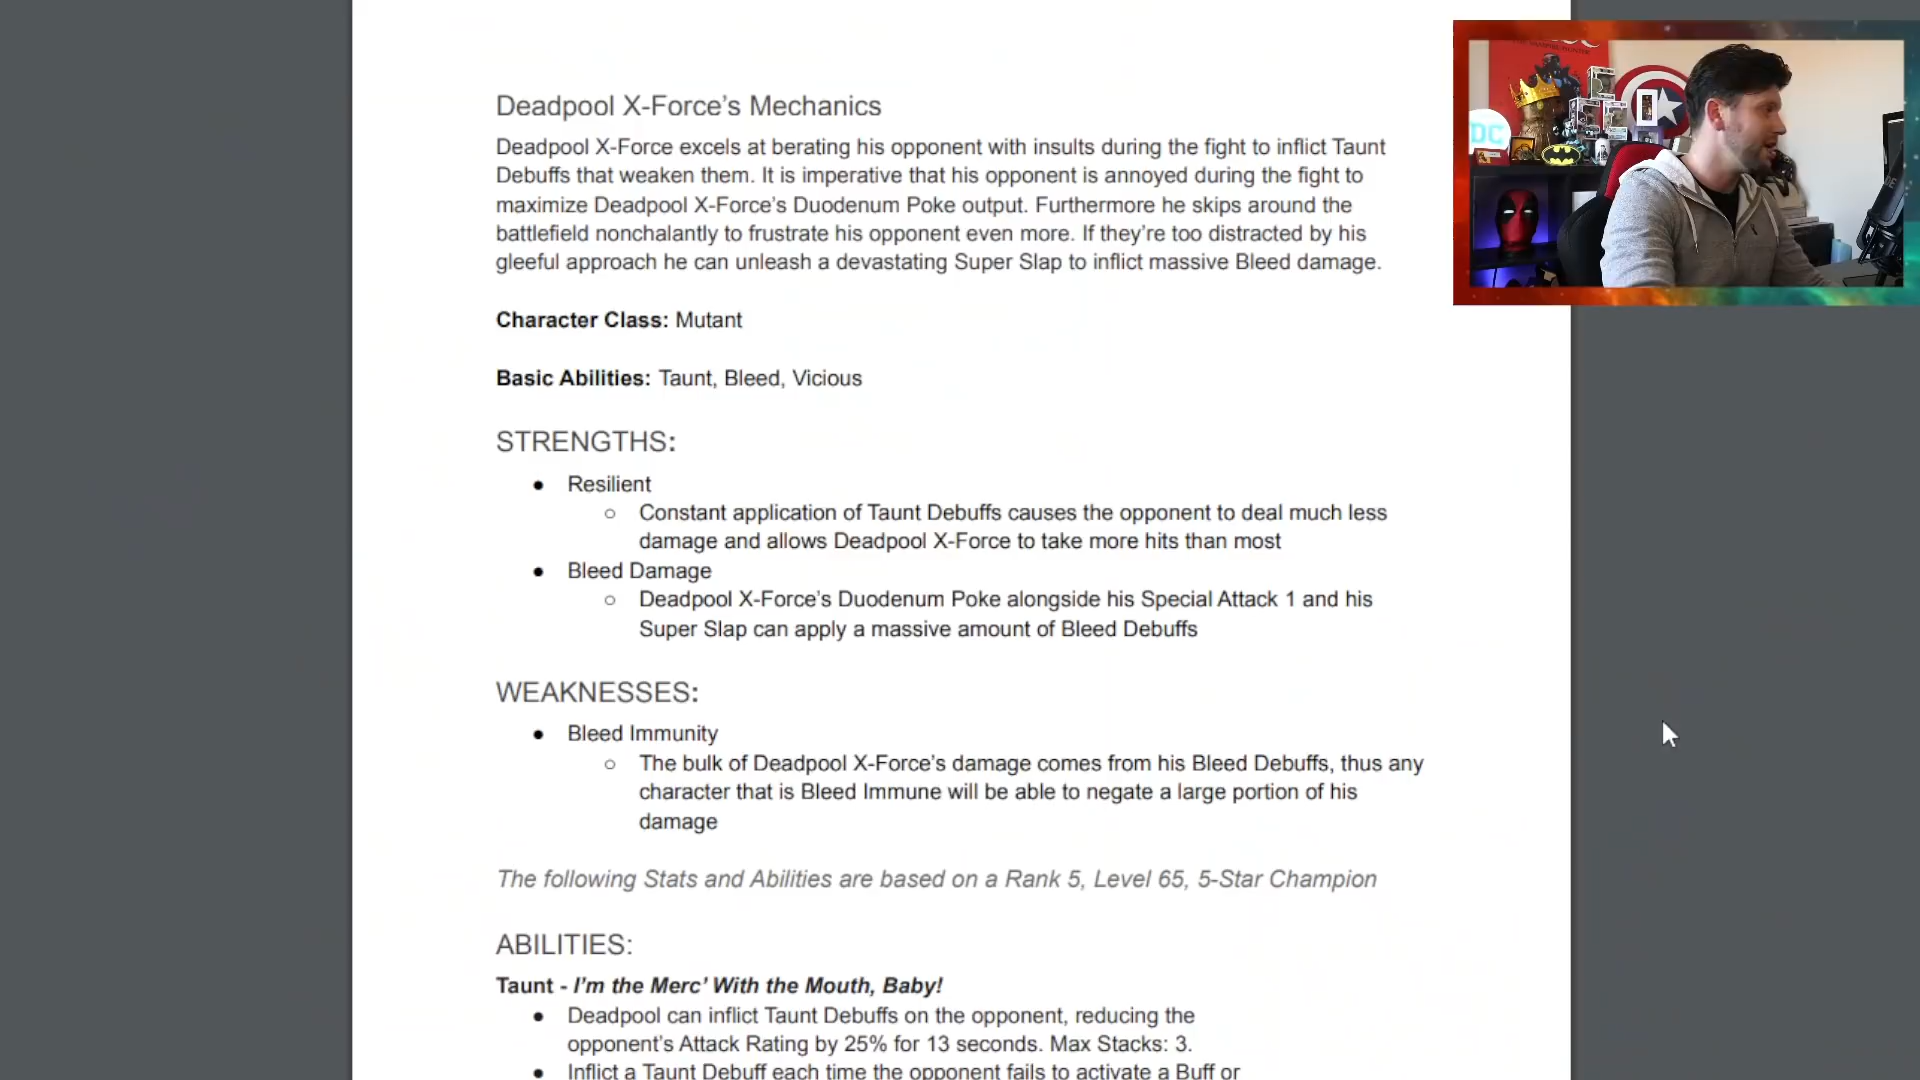 Deadpool X-Force’s Mechanics
Deadpool X-Force excels at berating his opponent with insults during the fight to inflict Taunt
Debuffs that weaken them. It is imperative that his opponent is annoyed during the fight to
maximize Deadpool X-Force’s Duodenum Poke output. Furthermore he skips around the
battlefield nonchalantly to frustrate his opponent even more. If they’re too distracted by his
gleeful approach he can unleash a devastating Super Slap to inflict massive Bleed damage.
Character Class: Mutant
Basic Abilities: Taunt, Bleed, Vicious
STRENGTHS:
Resilient
Constant application of Taunt Debuffs causes the opponent to deal much less
damage and allows Deadpool X-Force to take more hits than most
Bleed Damage
Deadpool X-Force’s Duodenum Poke alongside his Special Attack 1 and his
Super Slap can apply a massive amount of Bleed Debuffs
WEAKNESSES:
Bleed Immunity
The bulk of Deadpool X-Force’s damage comes from his Bleed Debuffs, thus any
character that is Bleed Immune will be able to negate a large portion of his
damage
The following Stats and Abilities are based on a Rank 5, Level 65, 5-Star Champion
ABILITIES:
Taunt - I’m the Merc’ With the Mouth, Baby!
Deadpool can inflict Taunt Debuffs on the opponent, reducing the
opponent’s Attack Rating by 25% for 13 seconds. Max Stacks: 3.
Inflict a Taunt Debuff each time the opponent fails to activate a Buff or
DC